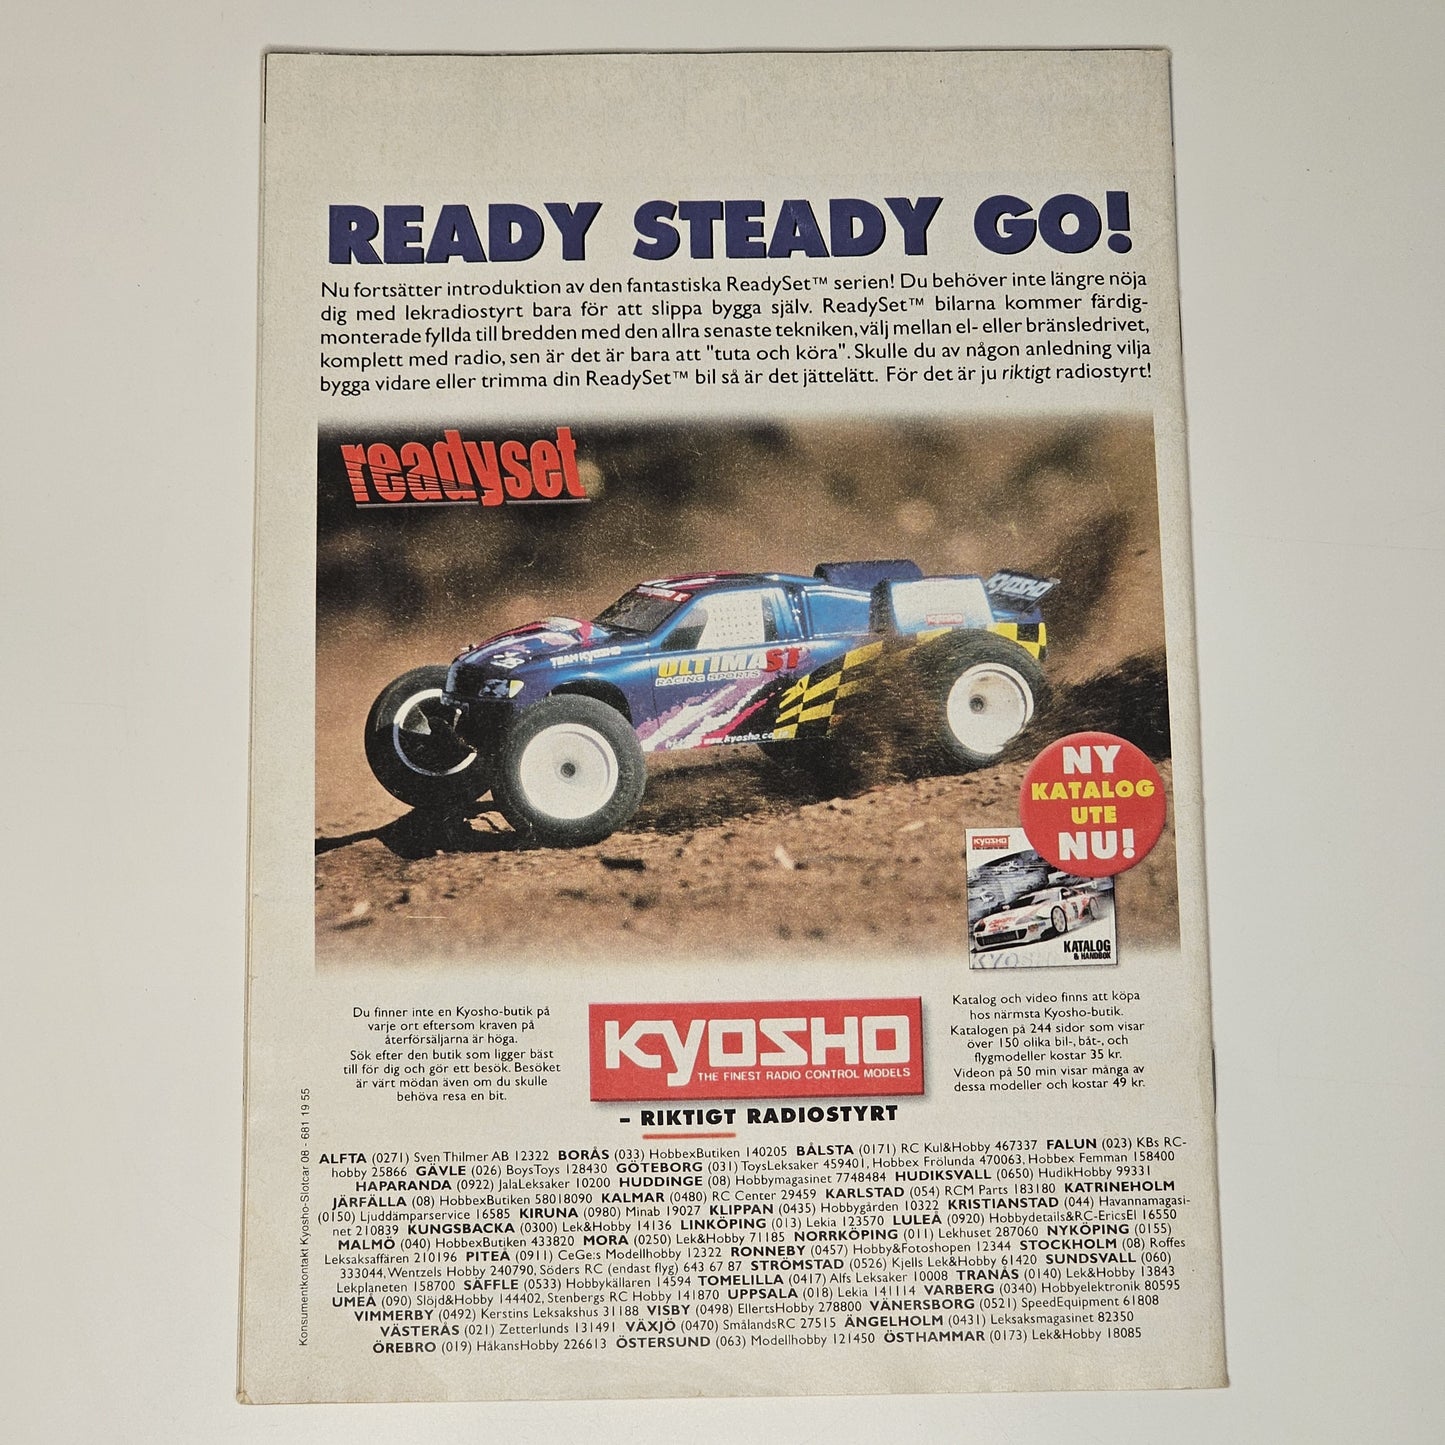 READY STEADY GO!
Nu fortsätter introduktion av den fantastiska ReadySet™ serien! Du behöver inte längre nöja
dig med lekradiostyrt bara för att slippa bygga själv. ReadySet™ bilarna kommer färdig-
monterade fyllda till bredden med den allra senaste tekniken, välj mellan el- eller bränsledrivet,
komplett med radio, sen är det är bara att "tuta och köra". Skulle du av någon anledning vilja
bygga vidare eller trimma din ReadySet™ bil så är det jättelätt. För det är ju riktigt radiostyrt!
readyset
KYOSHO
TEAM KYOSHO
ULTIMA ST
RACING SPORTS
www.kyosho.co.jp
NY
KATALOG
UTE
NU!
KYOSHO
KATALOG
& HANDBOK
Du finner inte en Kyosho-butik på
varje ort eftersom kraven på
återförsäljarna är höga.
Sök efter den butik som ligger bäst
till för dig och gör ett besök. Besöket
är värt mödan även om du skulle
behöva resa en bit.
KYOSHO
THE FINEST RADIO CONTROL MODELS
– RIKTIGT RADIOSTYRT
Katalog och video finns att köpa
hos närmsta Kyosho-butik.
Katalogen på 244 sidor som visar
över 150 olika bil-, båt-, och
flygmodeller kostar 35 kr.
Videon på 50 min visar många av
dessa modeller och kostar 49 kr.
Konsumentkontakt Kyosho-Slotcar 08 - 681 19 55
ALFTA (0271) Sven Thilmer AB 12322 BORÅS (033) HobbexButiken 140205 BÅLSTA (0171) RC Kul&Hobby 467337 FALUN (023) KBs RC-
hobby 25866 GÄVLE (026) BoysToys 128430 GÖTEBORG (031) ToysLeksaker 459401, Hobbex Frölunda 470063, Hobbex Femman 158400
HAPARANDA (0922) JalaLeksaker 10200 HUDDINGE (08) Hobbymagasinet 7748484 HUDIKSVALL (0650) HudikHobby 99331
JÄRFÄLLA (08) HobbexButiken 58018090 KALMAR (0480) RC Center 29459 KARLSTAD (054) RCM Parts 183180 KATRINEHOLM
(0150) Ljuddämparservice 16585 KIRUNA (0980) Minab 19027 KLIPPAN (0435) Hobbygården 10322 KRISTIANSTAD (044) Havannamagasi-
net 210839 KUNGSBACKA (0300) Lek&Hobby 14136 LINKÖPING (013) Lekia 123570 LULEÅ (0920) Hobbydetails&RC-EricsEl 16550
MALMÖ (040) HobbexButiken 433820 MORA (0250) Lek&Hobby 71185 NORRKÖPING (011) Lekhuset 287060 NYKÖPING (0155)
Leksaksaffären 210196 PITEÅ (0911) CeGe:s Modellhobby 12322 RONNEBY (0457) Hobby&Fotoshopen 12344 STOCKHOLM (08) Roffes
333044, Wentzels Hobby 240790, Söders RC (endast flyg) 643 67 87 STRÖMSTAD (0526) Kjells Lek&Hobby 61420 SUNDSVALL (060)
Lekplaneten 158700 SÄFFLE (0533) Hobbykällaren 14594 TOMELILLA (0417) Alfs Leksaker 10008 TRANÅS (0140) Lek&Hobby 13843
UMEÅ (090) Slöjd&Hobby 144402, Stenbergs RC Hobby 141870 UPPSALA (018) Lekia 141114 VARBERG (0340) Hobbyelektronik 80595
VIMMERBY (0492) Kerstins Leksakshus 31188 VISBY (0498) EllertsHobby 278800 VÄNERSBORG (0521) SpeedEquipment 61808
VÄSTERÅS (021) Zetterlunds 131491 VÄXJÖ (0470) SmålandsRC 27515 ÄNGELHOLM (0431) Leksaksmagasinet 82350
ÖREBRO (019) HåkansHobby 226613 ÖSTERSUND (063) Modellhobby 121450 ÖSTHAMMAR (0173) Lek&Hobby 18085